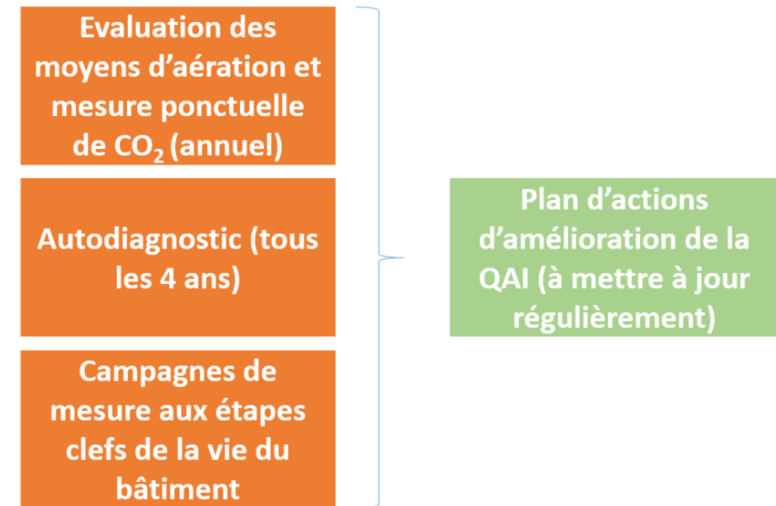 Evaluation des
moyens d'aération et
mesure ponctuelle
de CO₂ (annuel)
Autodiagnostic (tous
les 4 ans)
Campagnes de
mesure aux étapes
clefs de la vie du
bâtiment
Plan d'actions
d'amélioration de la
QAI (à mettre à jour
régulièrement)